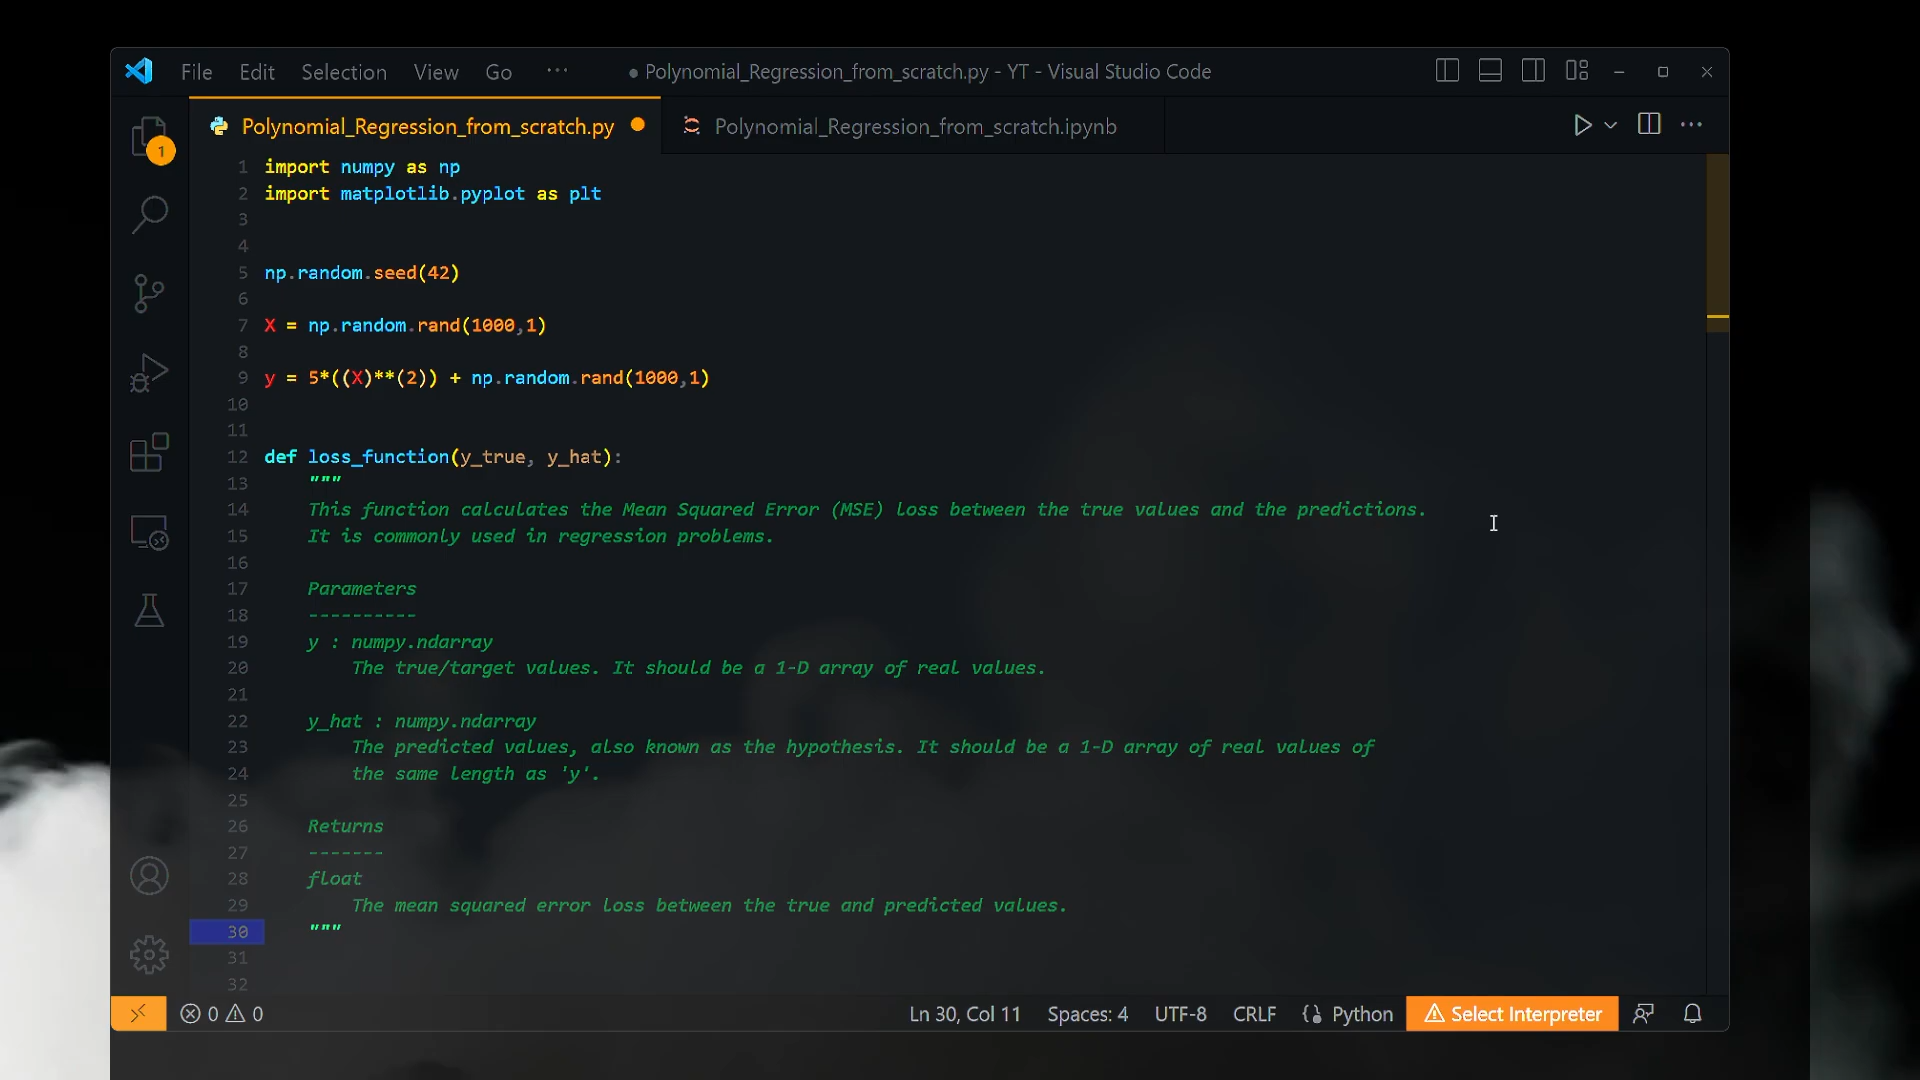 File Edit Selection View Go ··· ● Polynomial_Regression_from_scratch.py - YT - Visual Studio Code
Polynomial_Regression_from_scratch.py Polynomial_Regression_from_scratch.ipynb
1
1 import numpy as np
2 import matplotlib.pyplot as plt
3
4
5 np.random.seed(42)
6
7 X = np.random.rand(1000,1)
8
9 y = 5*((X)**(2)) + np.random.rand(1000,1)
10
11
12 def loss_function(y_true, y_hat):
13 """
14 This function calculates the Mean Squared Error (MSE) loss between the true values and the predictions.
15 It is commonly used in regression problems.
16
17 Parameters
18 ----------
19 y : numpy.ndarray
20 The true/target values. It should be a 1-D array of real values.
21
22 y_hat : numpy.ndarray
23 The predicted values, also known as the hypothesis. It should be a 1-D array of real values of
24 the same length as 'y'.
25
26 Returns
27 -------
28 float
29 The mean squared error loss between the true and predicted values.
30 """
31
32
0 0 Ln 30, Col 11 Spaces: 4 UTF-8 CRLF Python Select Interpreter